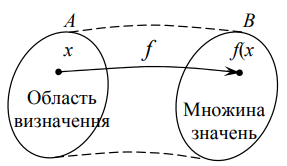 A
B
x
f
f(x
Область
визначення
Множина
значень